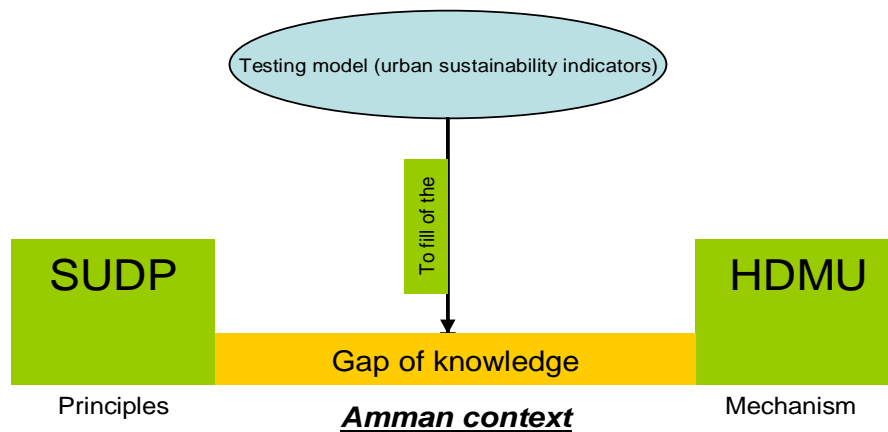 Testing model (urban sustainability indicators)
To fill of the
SUDP
HDMU
Gap of knowledge
Principles
Amman context
Mechanism